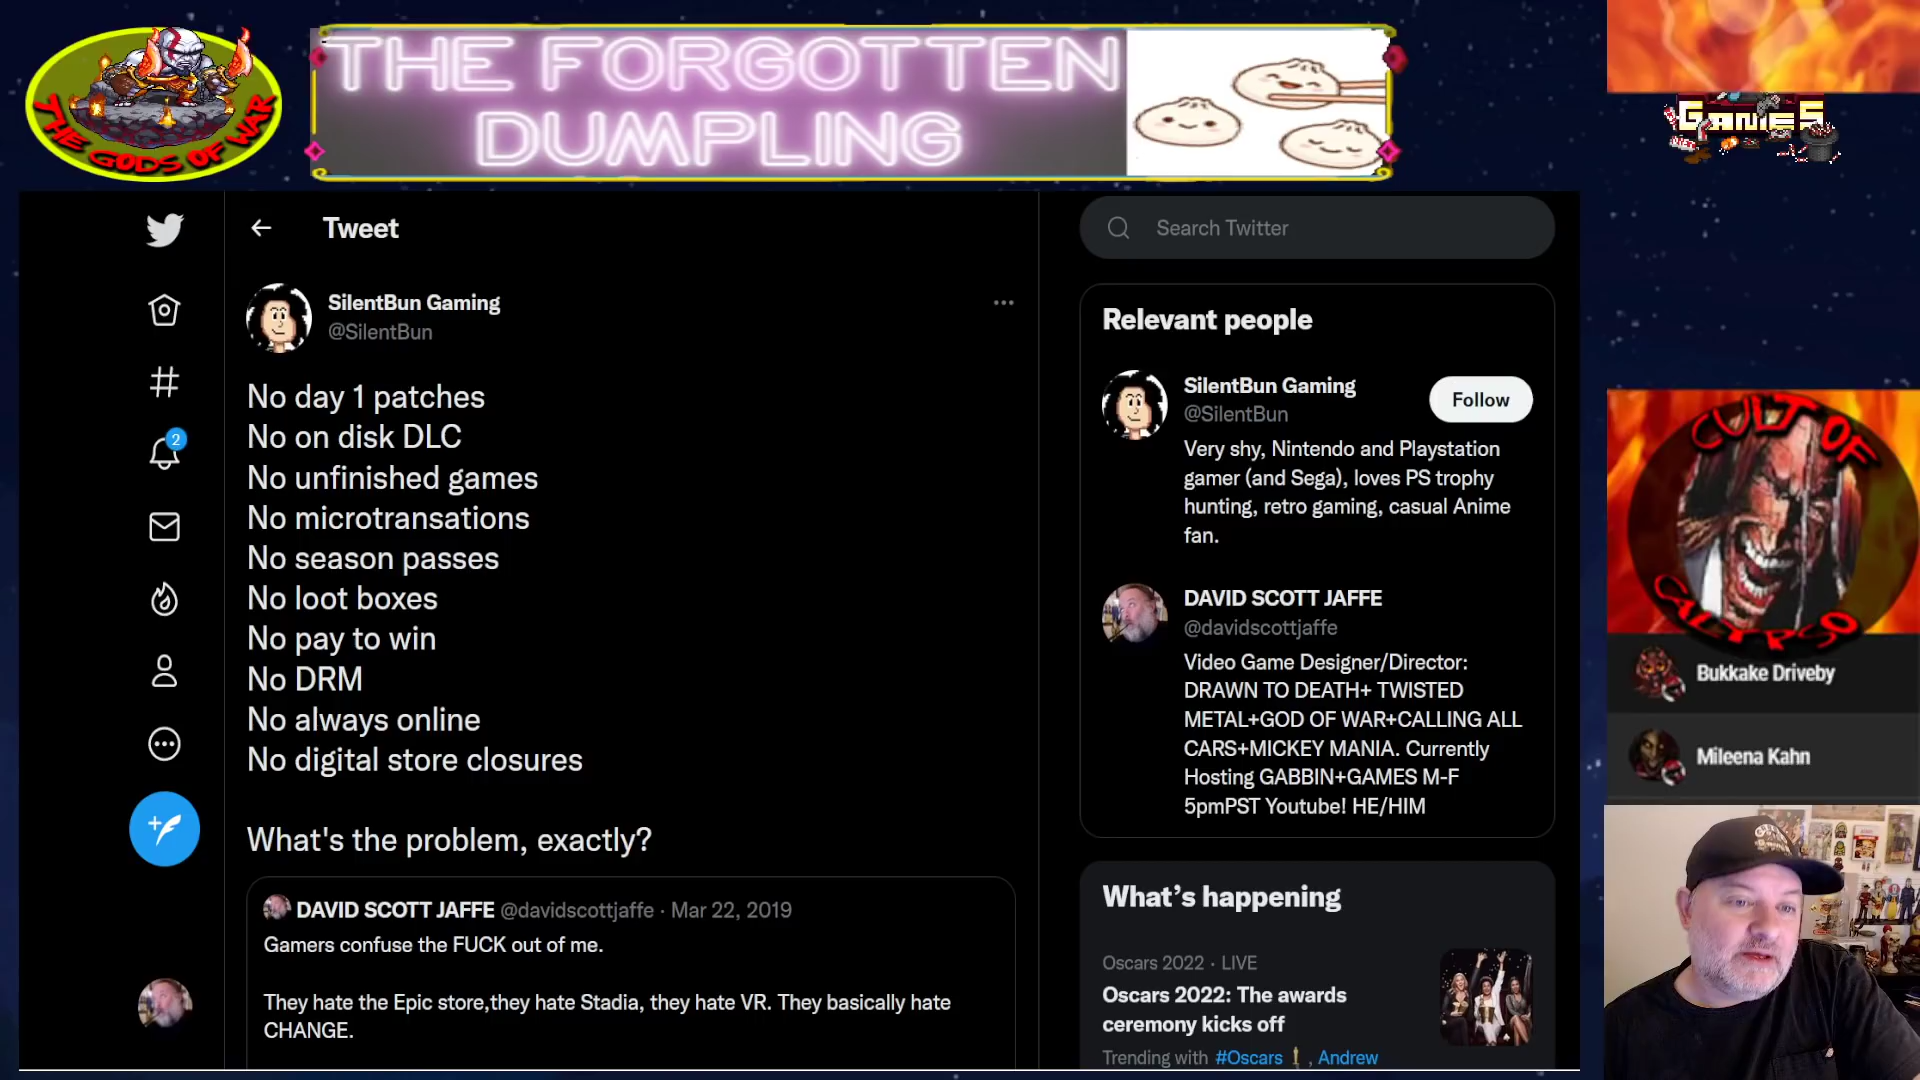 THE GODS OF WAR
THE FORGOTTEN
DUMPLING
GAMES
Tweet
SilentBun Gaming
@SilentBun
No day 1 patches
No on disk DLC
No unfinished games
No microtransations
No season passes
No loot boxes
No pay to win
No DRM
No always online
No digital store closures
What's the problem, exactly?
DAVID SCOTT JAFFE @davidscottjaffe · Mar 22, 2019
Gamers confuse the FUCK out of me.
They hate the Epic store,they hate Stadia, they hate VR. They basically hate
CHANGE.
2
Search Twitter
Relevant people
SilentBun Gaming
@SilentBun
Follow
Very shy, Nintendo and Playstation
gamer (and Sega), loves PS trophy
hunting, retro gaming, casual Anime
fan.
DAVID SCOTT JAFFE
@davidscottjaffe
Video Game Designer/Director:
DRAWN TO DEATH+ TWISTED
METAL+GOD OF WAR+CALLING ALL
CARS+MICKEY MANIA. Currently
Hosting GABBIN+GAMES M-F
5pmPST Youtube! HE/HIM
What's happening
Oscars 2022 · LIVE
Oscars 2022: The awards
ceremony kicks off
Trending with #Oscars , Andrew
CULT OF
CALYPSO
Bukkake Driveby
Mileena Kahn